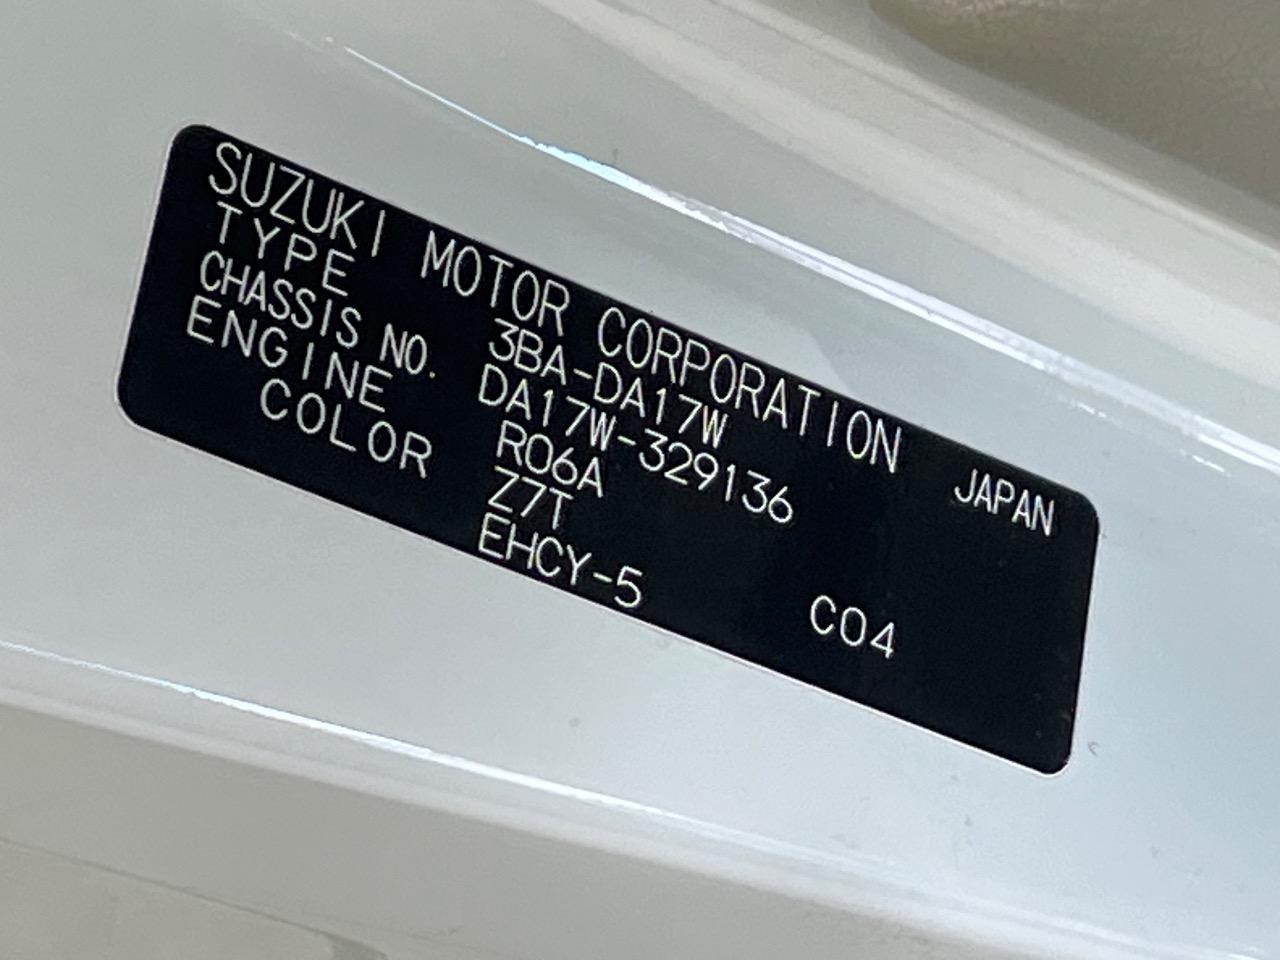 SUZUKI MOTOR CORPORATION JAPAN
TYPE 3BA-DA17W
CHASSIS NO. DA17W-329136
ENGINE R06A
COLOR Z7T
EHCY-5 C04